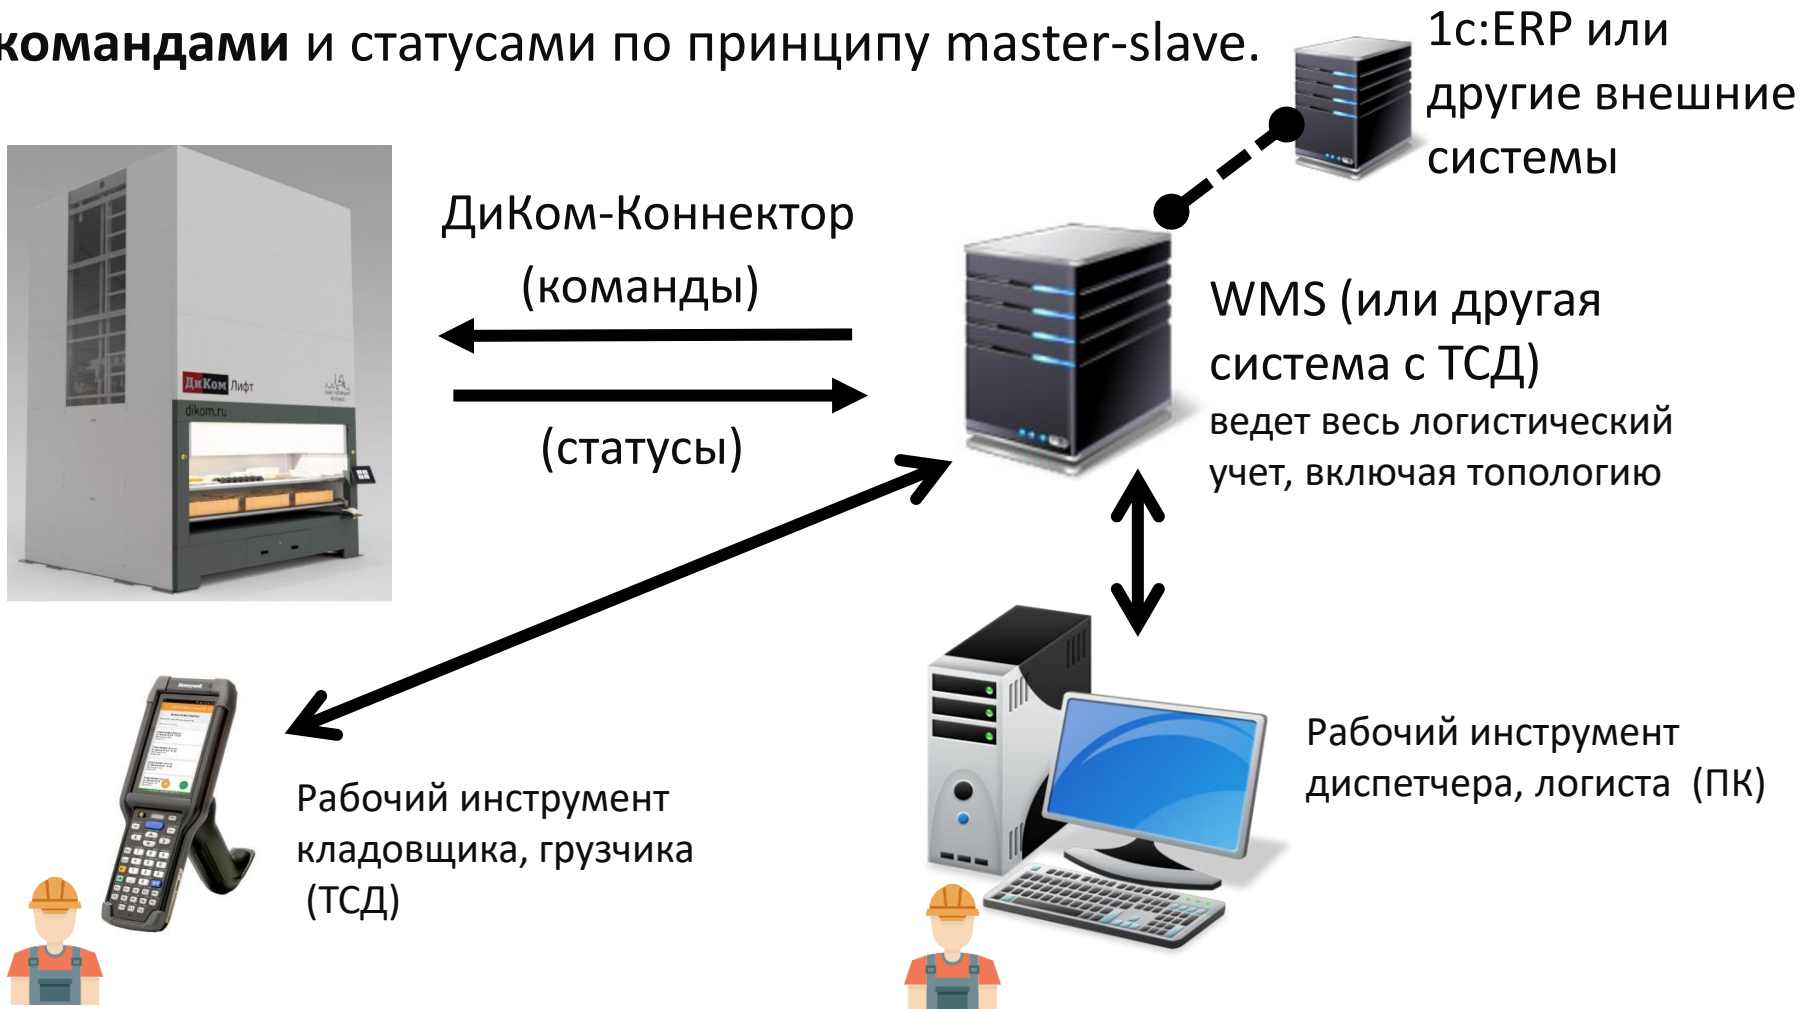 командами и статусами по принципу master-slave.
1с:ERP или
другие внешние
системы
ДиКом-Коннектор
(команды)
(статусы)
WMS (или другая
система с ТСД)
ведет весь логистический
учет, включая топологию
ДиКом Лифт
dikom.ru
Honeywell
Рабочий инструмент
кладовщика, грузчика
(ТСД)
Рабочий инструмент
диспетчера, логиста (ПК)